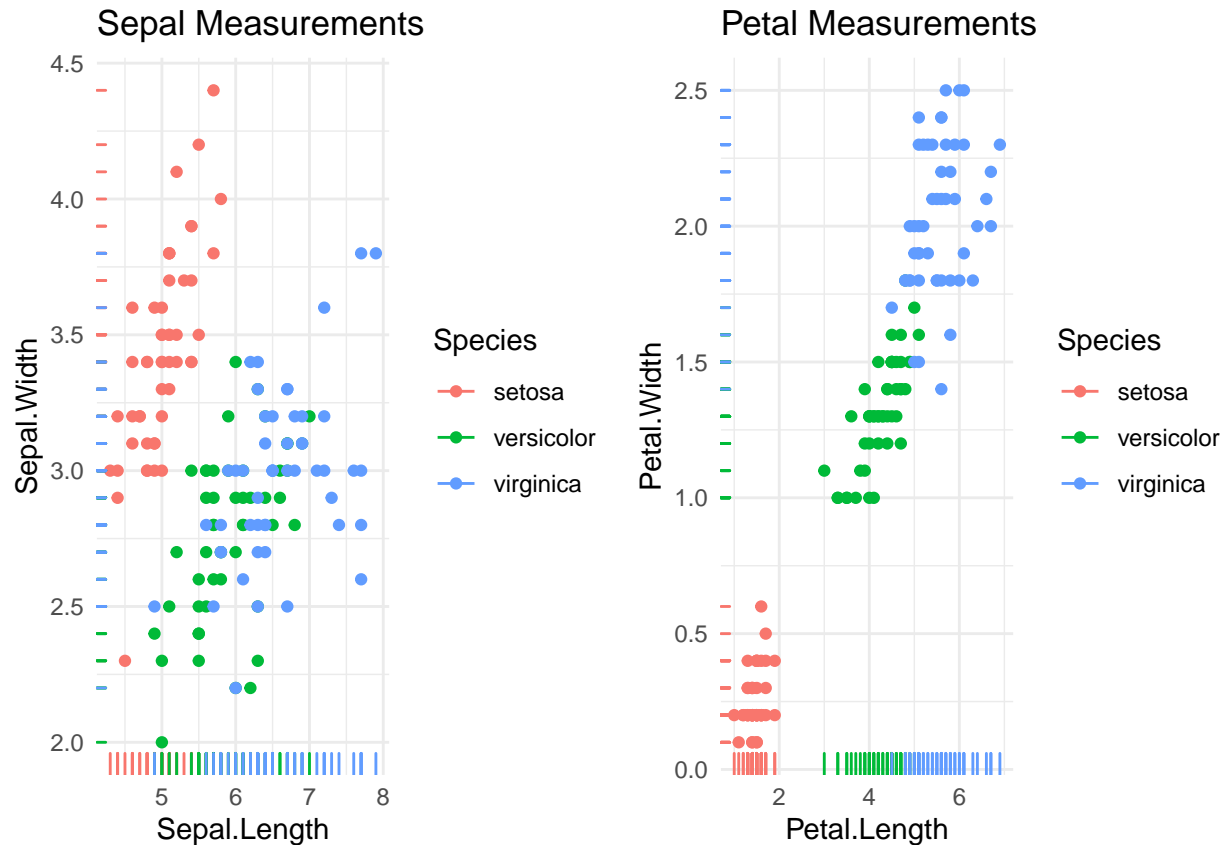 Sepal Measurements
4.5
4.0
3.5
3.0
2.5
2.0
Sepal.Width
5 6 7 8
Sepal.Length
Species
setosa
versicolor
virginica
Petal Measurements
2.5
2.0
1.5
1.0
0.5
0.0
Petal.Width
2 4 6
Petal.Length
Species
setosa
versicolor
virginica